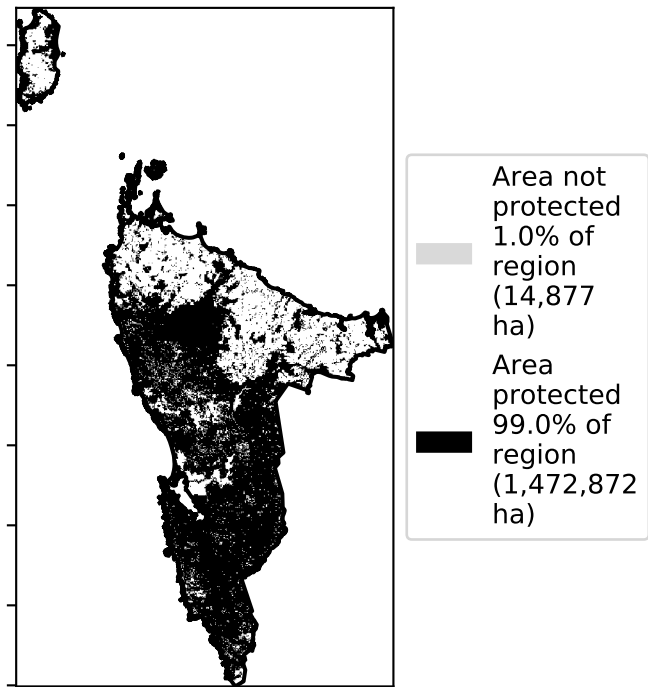 Area not
protected
1.0% of
region
(14,877
ha)
Area
protected
99.0% of
region
(1,472,872
ha)